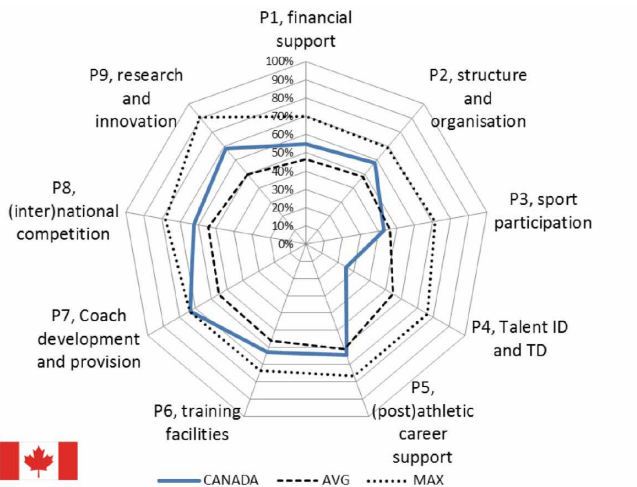 P1, financial
support
100%
90%
80%
70%
60%
50%
40%
30%
20%
10%
0%
P2, structure
and
organisation
P3, sport
participation
P4, Talent ID
and TD
P5,
(post)athletic
career
support
P6, training
facilities
P7, Coach
development
and provision
P8,
(inter)national
competition
P9, research
and
innovation
CANADA AVG MAX